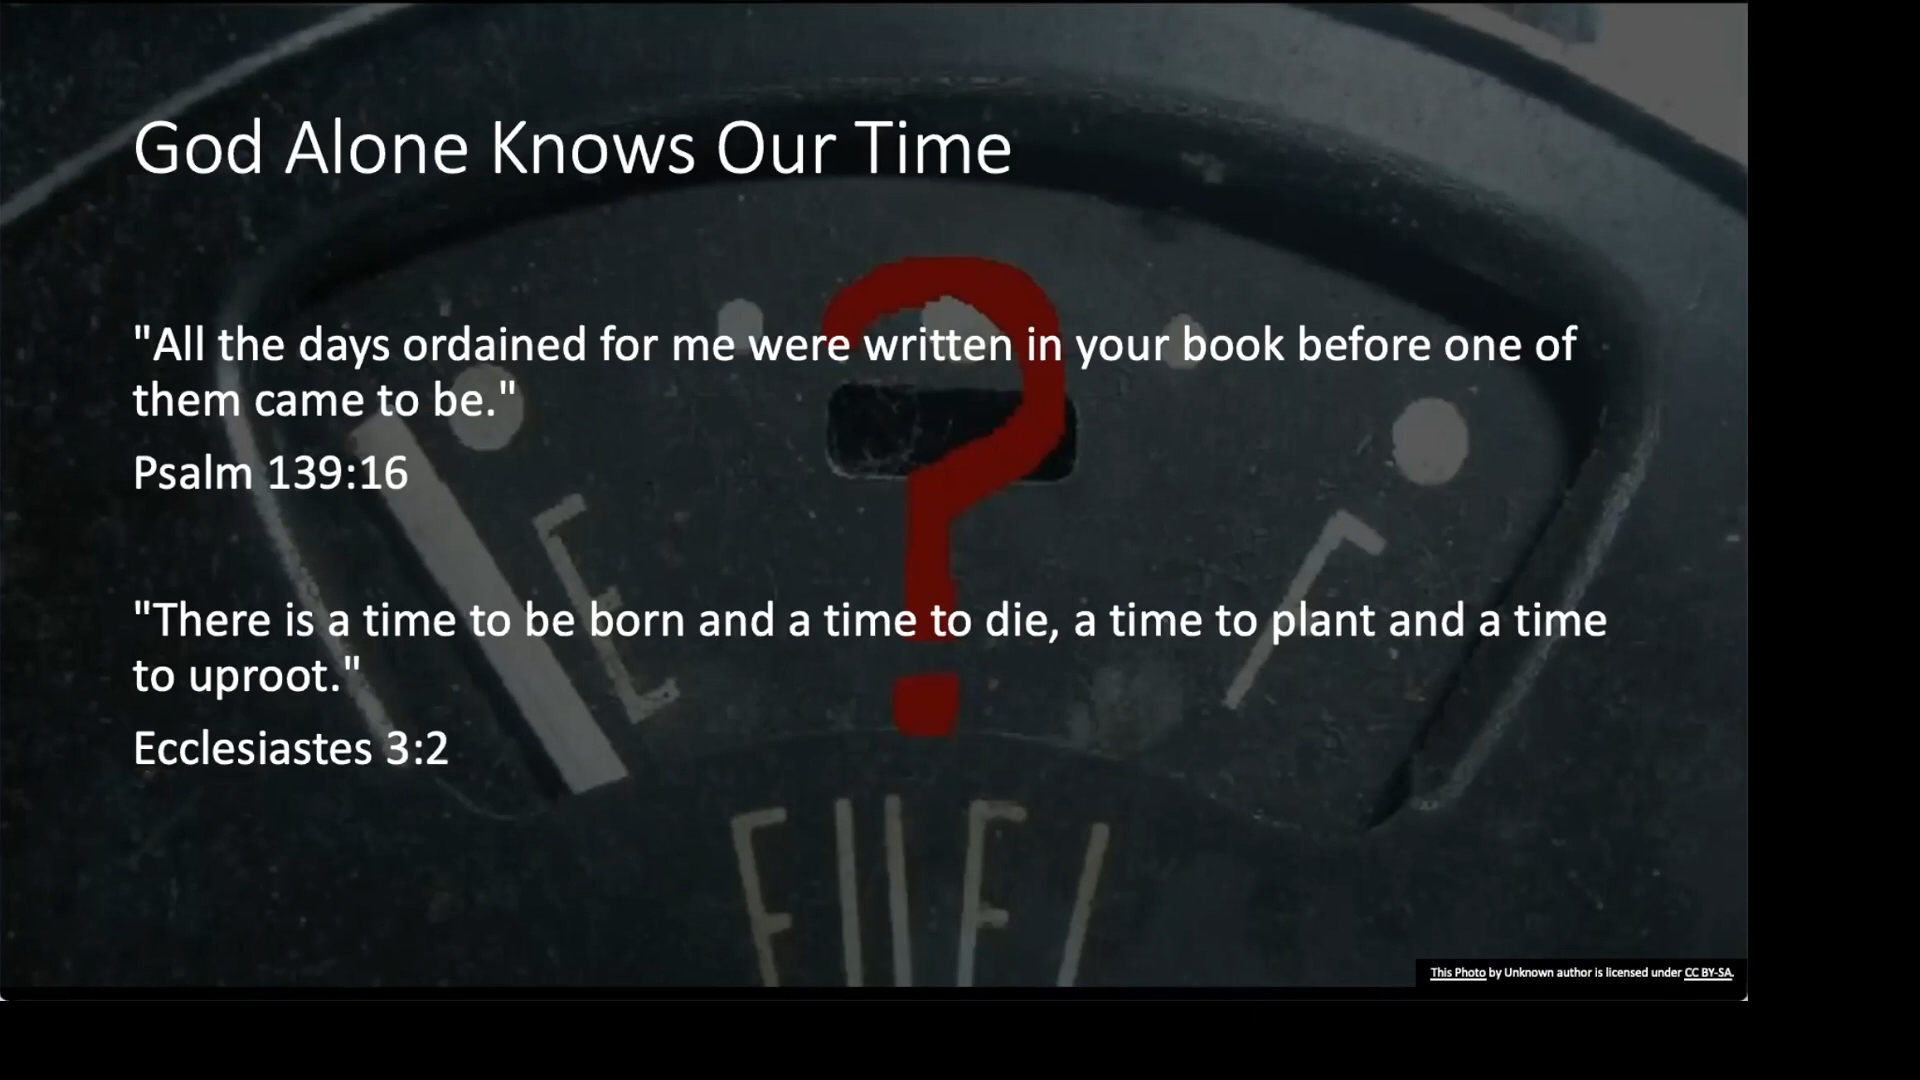 God Alone Knows Our Time
"All the days ordained for me were written in your book before one of
them came to be."
Psalm 139:16
"There is a time to be born and a time to die, a time to plant and a time
to uproot."
Ecclesiastes 3:2
E
F
FUEL
This Photo by Unknown author is licensed under CC BY-SA.